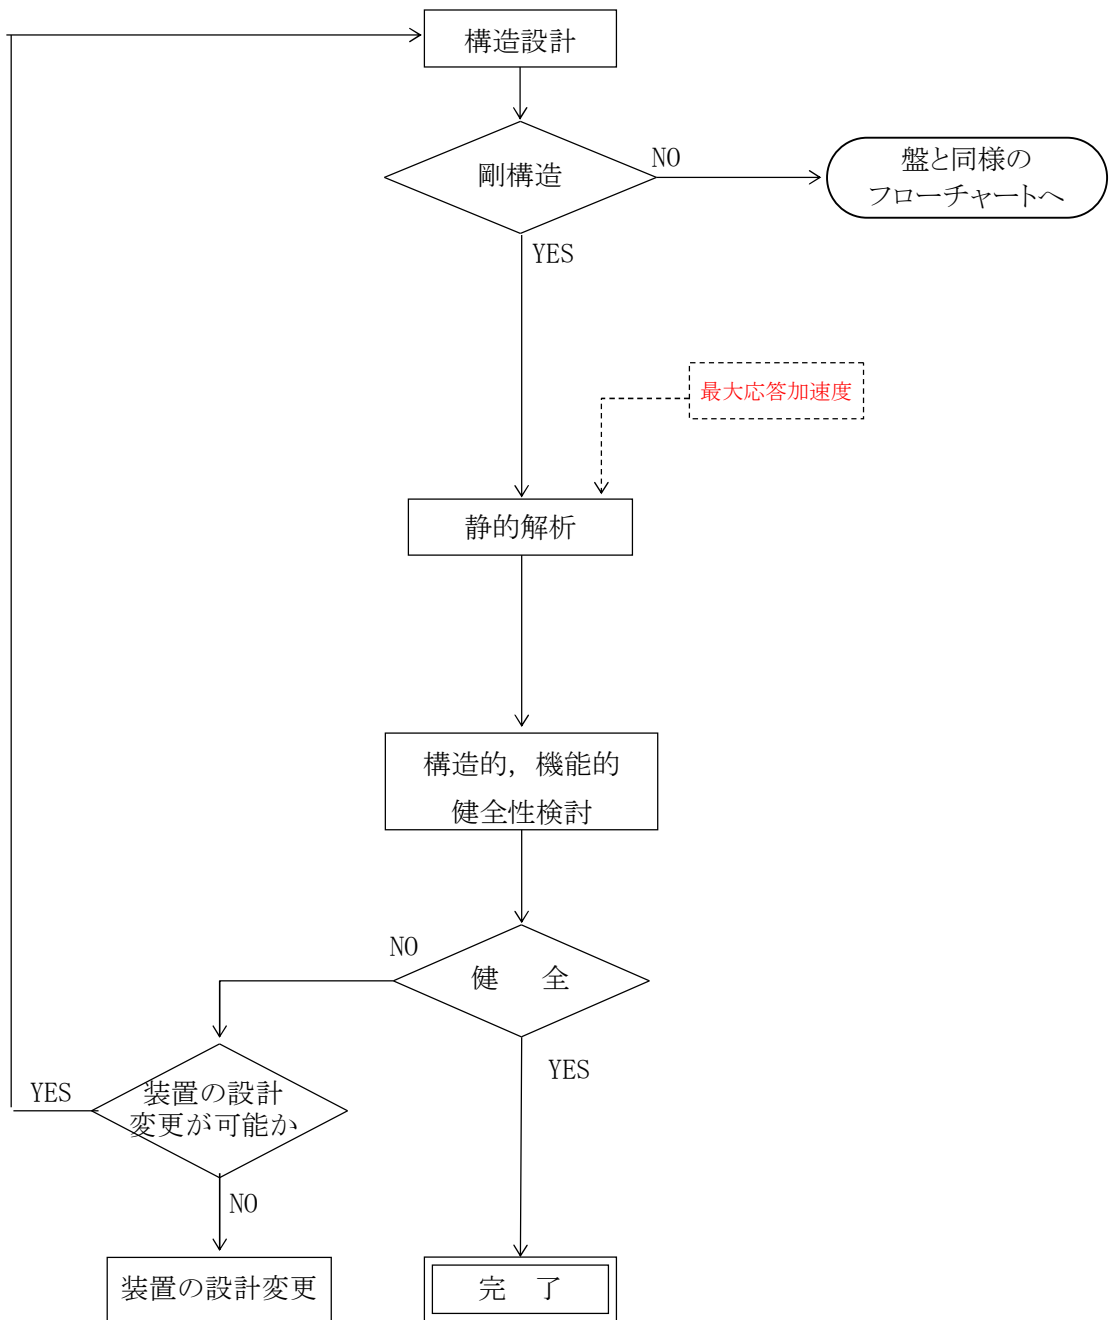 構造設計
剛構造
NO
盤と同様の
フローチャートへ
YES
最大応答加速度
静的解析
構造的，機能的
健全性検討
NO
健　全
YES
YES
装置の設計
変更が可能か
NO
装置の設計変更
完　了